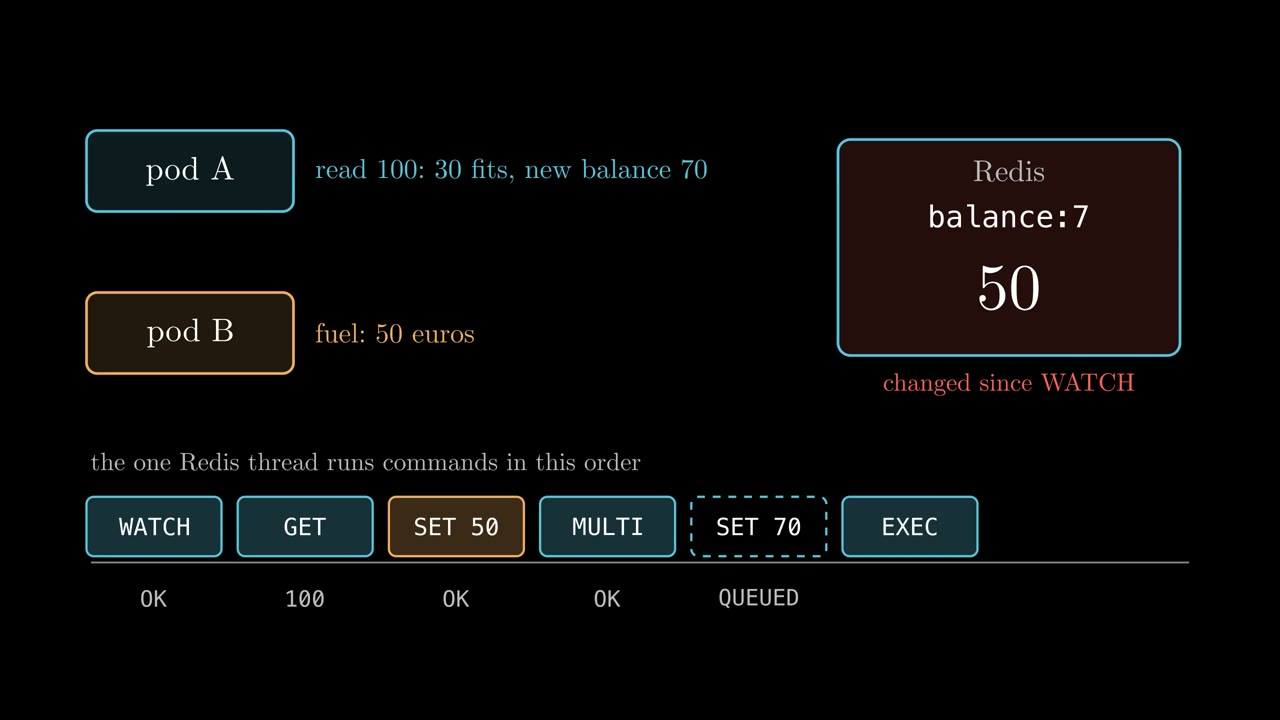 pod A
read 100: 30 fits, new balance 70
Redis
balance:7
50
pod B
fuel: 50 euros
changed since WATCH
the one Redis thread runs commands in this order
WATCH GET SET 50 MULTI SET 70 EXEC
OK 100 OK OK QUEUED